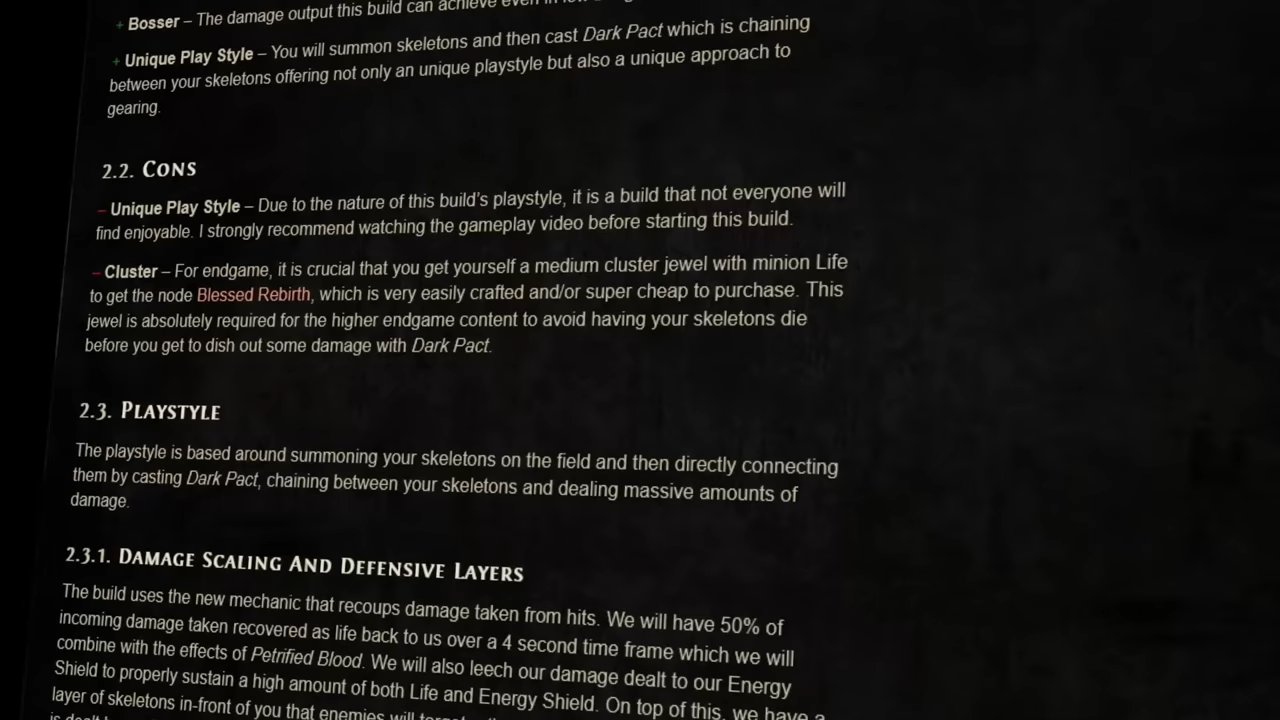 + Bosser – The damage output this build can achieve even in
+ Unique Play Style – You will summon skeletons and then cast Dark Pact which is chaining
between your skeletons offering not only an unique playstyle but also a unique approach to
gearing.
2.2. Cons
– Unique Play Style – Due to the nature of this build's playstyle, it is a build that not everyone will
find enjoyable. I strongly recommend watching the gameplay video before starting this build.
– Cluster – For endgame, it is crucial that you get yourself a medium cluster jewel with minion Life
to get the node Blessed Rebirth, which is very easily crafted and/or super cheap to purchase. This
jewel is absolutely required for the higher endgame content to avoid having your skeletons die
before you get to dish out some damage with Dark Pact.
2.3. Playstyle
The playstyle is based around summoning your skeletons on the field and then directly connecting
them by casting Dark Pact, chaining between your skeletons and dealing massive amounts of
damage.
2.3.1. Damage Scaling And Defensive Layers
The build uses the new mechanic that recoups damage taken from hits. We will have 50% of
incoming damage taken recovered as life back to us over a 4 second time frame which we will
combine with the effects of Petrified Blood. We will also leech our damage dealt to our Energy
Shield to properly sustain a high amount of both Life and Energy Shield. On top of this, we have a
layer of skeletons in-front of you that enemies will